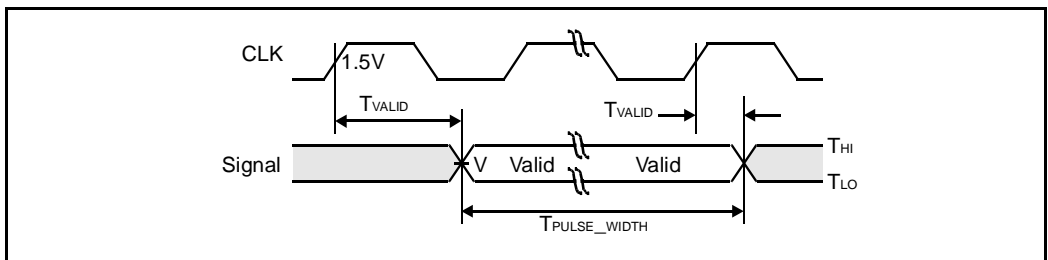 CLK
1.5V
TVALID
TVALID
Signal
V
Valid
Valid
THI
TLO
TPULSE_WIDTH